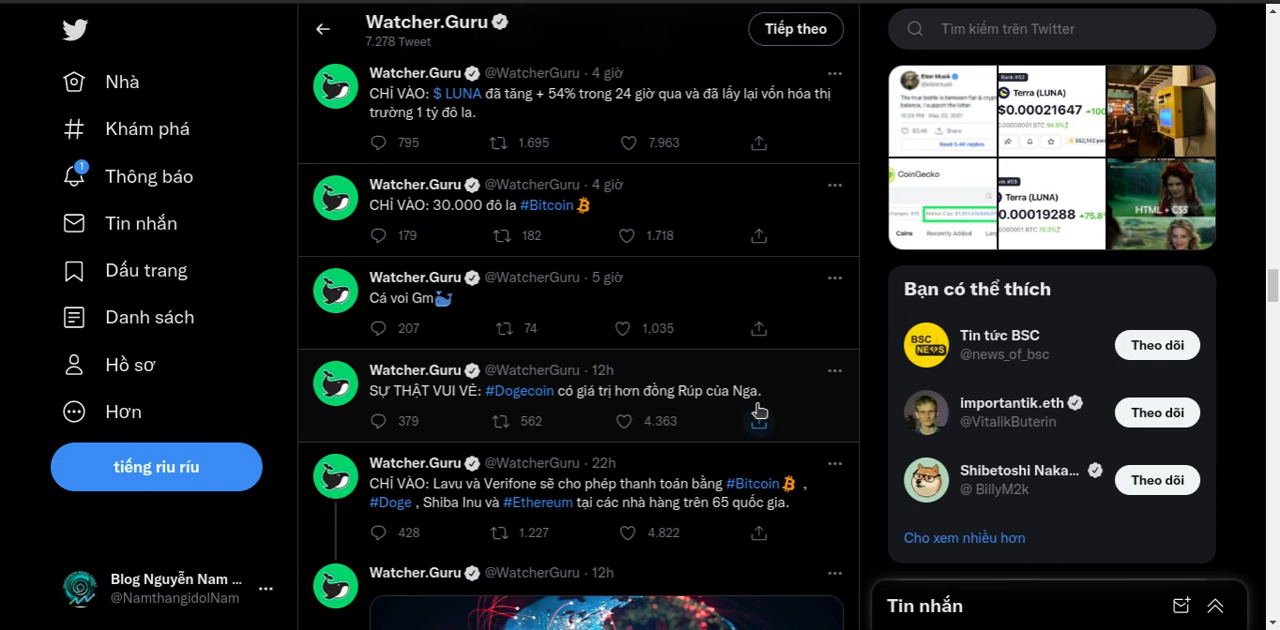 Nhà
Khám phá
1
Thông báo
Tin nhắn
Dấu trang
Danh sách
Hồ sơ
Hơn
tiếng riu ríu
Blog Nguyễn Nam ...
@NamthangidolNam
Watcher.Guru
7.278 Tweet
Tiếp theo
Watcher.Guru @WatcherGuru · 4 giờ
CHỈ VÀO: $ LUNA đã tăng + 54% trong 24 giờ qua và đã lấy lại vốn hóa thị
trường 1 tỷ đô la.
795 1.695 7.963
Watcher.Guru @WatcherGuru · 4 giờ
CHỈ VÀO: 30.000 đô la #Bitcoin
179 182 1.718
Watcher.Guru @WatcherGuru · 5 giờ
Cá voi Gm
207 74 1,035
Watcher.Guru @WatcherGuru · 12h
SỰ THẬT VUI VẺ: #Dogecoin có giá trị hơn đồng Rúp của Nga.
379 562 4.363
Watcher.Guru @WatcherGuru · 22h
CHỈ VÀO: Lavu và Verifone sẽ cho phép thanh toán bằng #Bitcoin ,
#Doge , Shiba Inu và #Ethereum tại các nhà hàng trên 65 quốc gia.
428 1.227 4.822
Watcher.Guru @WatcherGuru · 12h
Tìm kiếm trên Twitter
Elon Musk
The true battle is between fiat & cryp
balance, I support the latter.
Share
Read 5.4K replies
Rank #52
Terra (LUNA)
$0.00021647 +100
CoinGecko
Coins Recently Added
Terra (LUNA)
0.00019288 +75.8
HTML + CSS
Bạn có thể thích
BSC
NEWS
Tin tức BSC
@news_of_bsc
Theo dõi
importantik.eth
@VitalikButerin
Theo dõi
Shibetoshi Naka...
@ BillyM2k
Theo dõi
Cho xem nhiều hơn
Tin nhắn